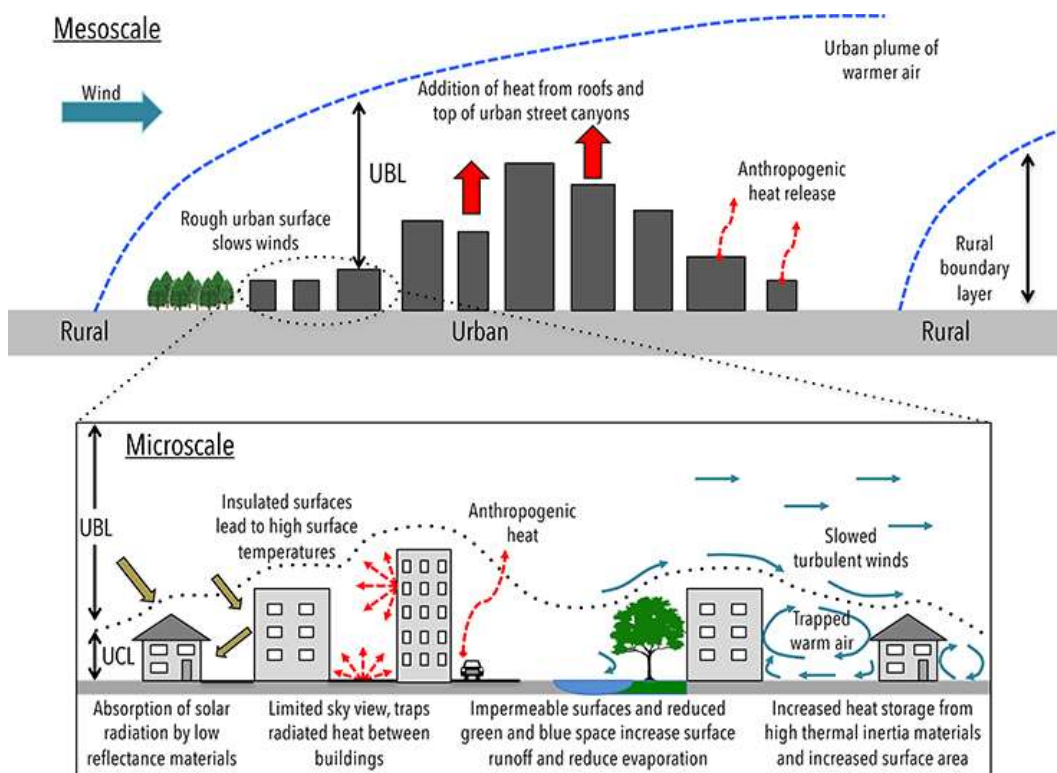 Mesoscale
Wind
Urban plume of
warmer air
Addition of heat from roofs and
top of urban street canyons
UBL
Anthropogenic
heat release
Rough urban surface
slows winds
Rural
boundary
layer
Rural
Urban
Rural
Microscale
UBL
Insulated surfaces
lead to high surface
temperatures
Anthropogenic
heat
Slowed
turbulent winds
Trapped
warm air
UCL
Absorption of solar
radiation by low
reflectance materials
Limited sky view, traps
radiated heat between
buildings
Impermeable surfaces and reduced
green and blue space increase surface
runoff and reduce evaporation
Increased heat storage from
high thermal inertia materials
and increased surface area